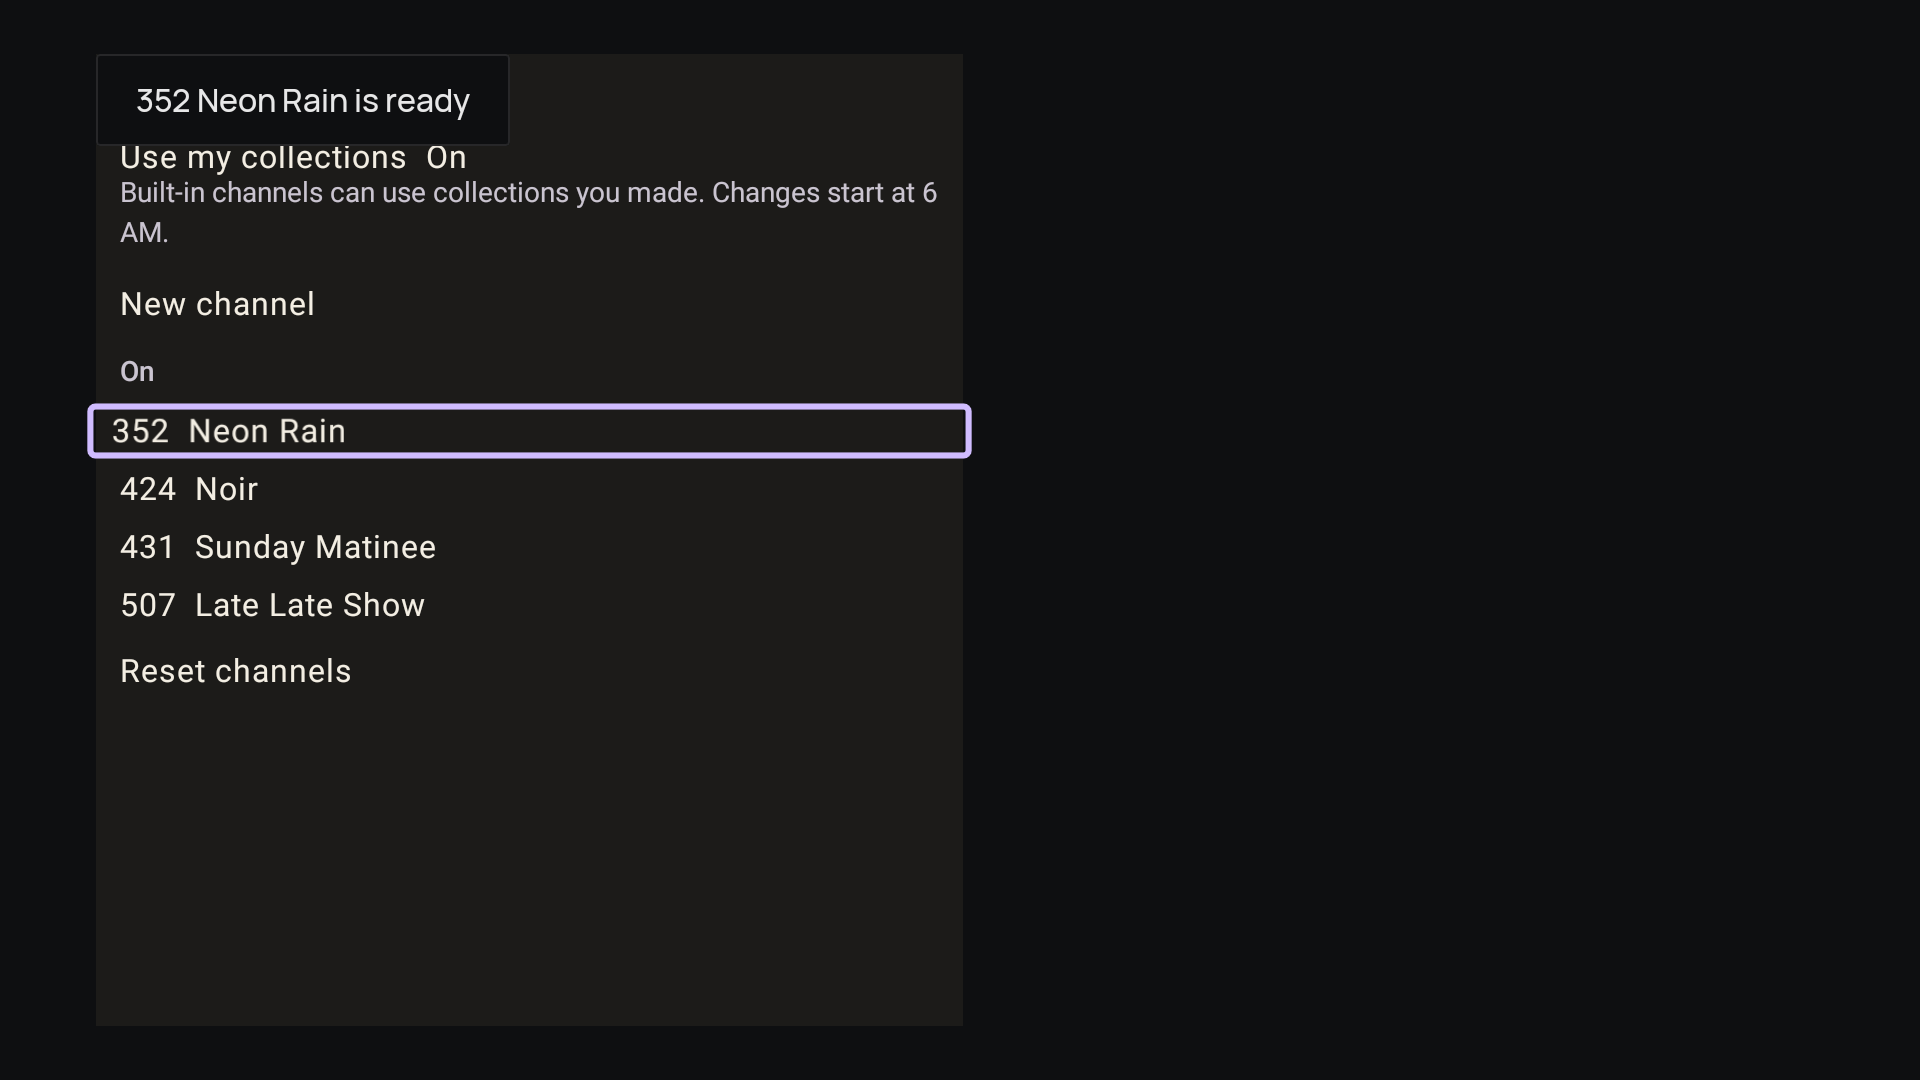 352 Neon Rain is ready
Use my collections On
Built-in channels can use collections you made. Changes start at 6
AM.
New channel
On
352 Neon Rain
424 Noir
431 Sunday Matinee
507 Late Late Show
Reset channels